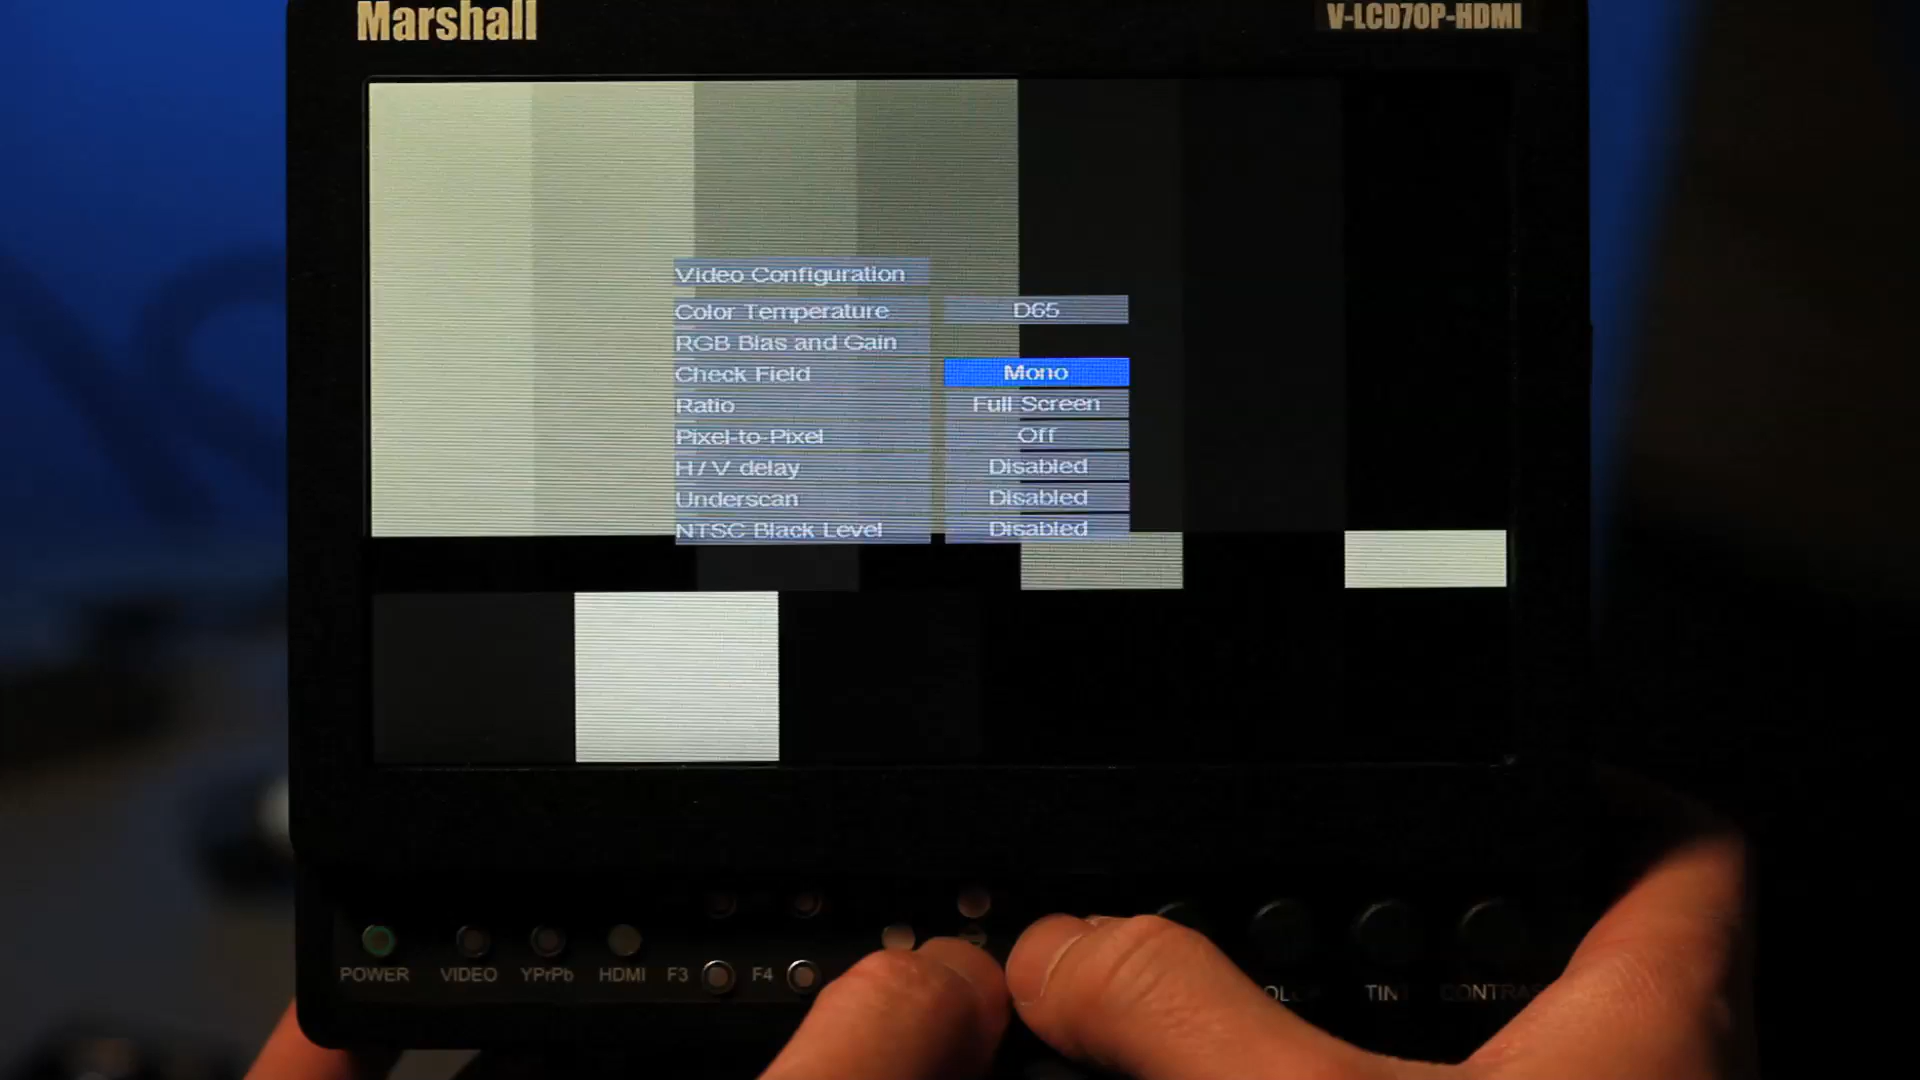 Marshall
V-LCD70P-HDMI
Video Configuration
Color Temperature D65
RGB Bias and Gain
Check Field Mono
Ratio Full Screen
Pixel-to-Pixel Off
H/V delay Disabled
Underscan Disabled
NTSC Black Level Disabled
POWER VIDEO YPrPb HDMI F3 F4 TINT